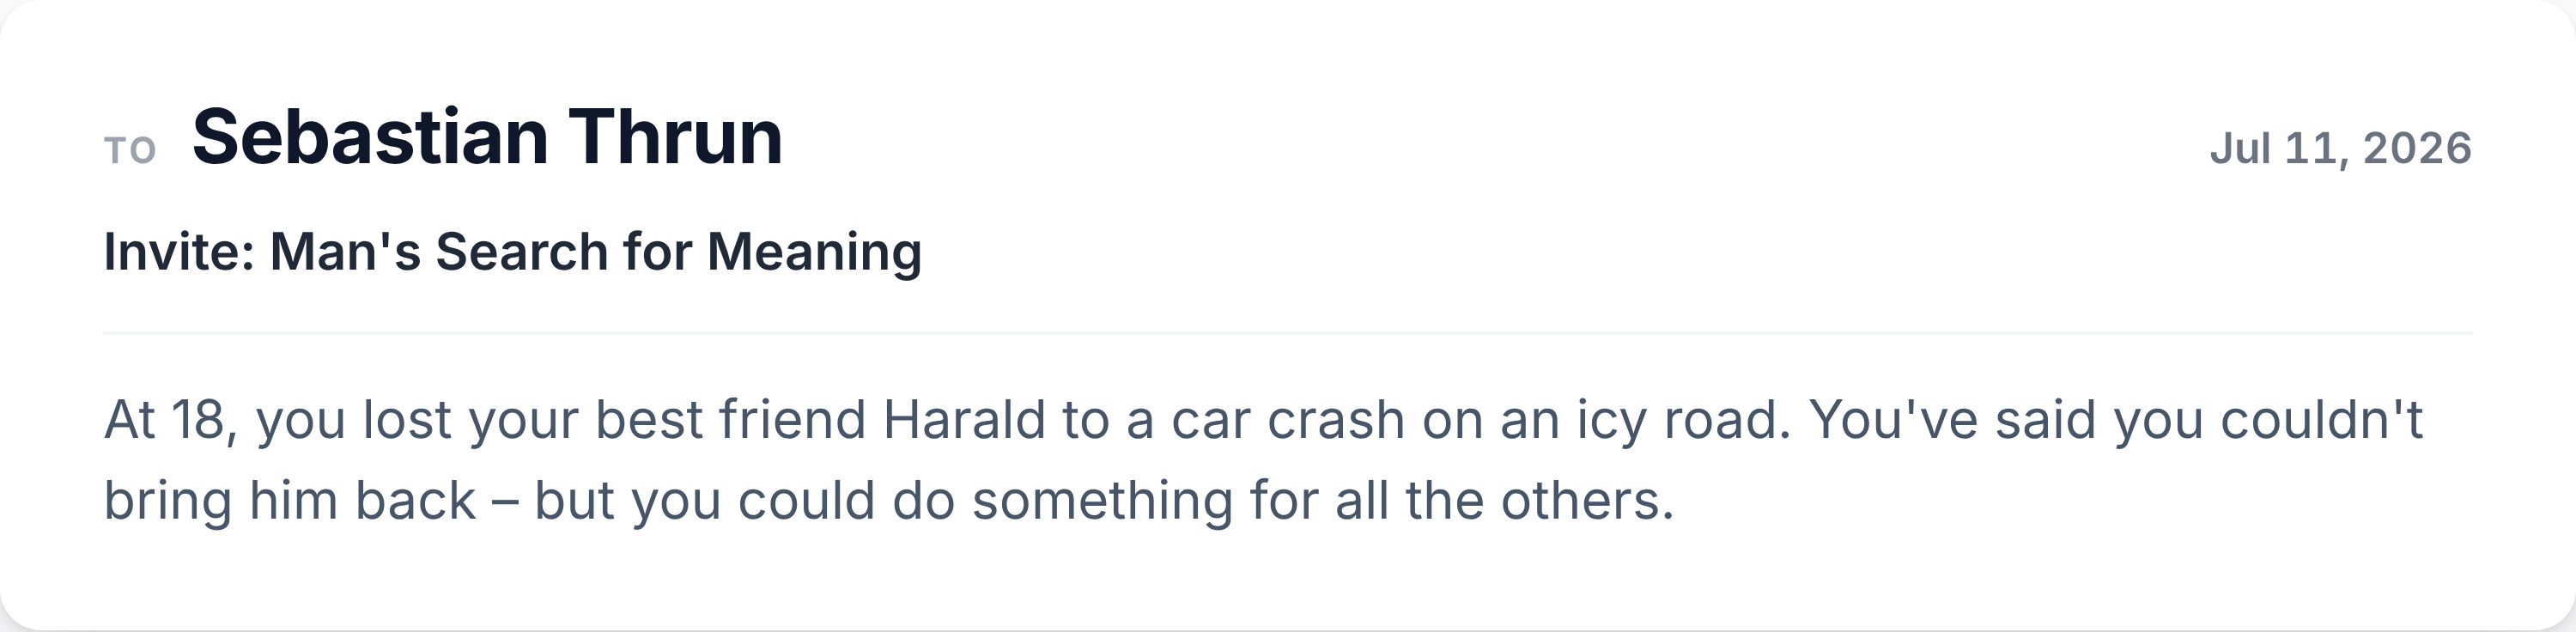 TO Sebastian Thrun Jul 11, 2026
Invite: Man's Search for Meaning
At 18, you lost your best friend Harald to a car crash on an icy road. You've said you couldn't
bring him back – but you could do something for all the others.